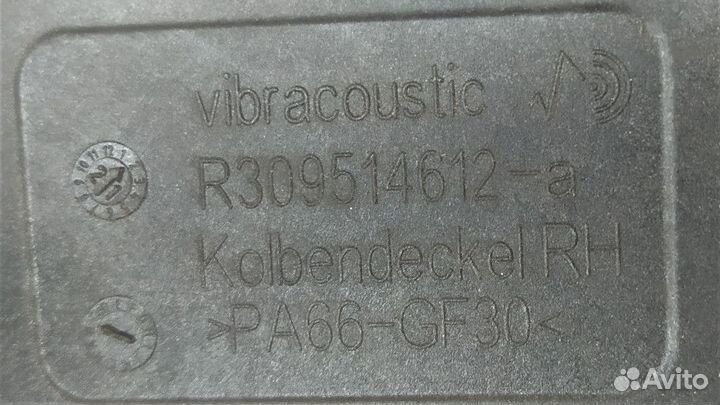 vibracoustic
R309514612-a
Kolbendeckel RH
>PA66-GF30<
Avito